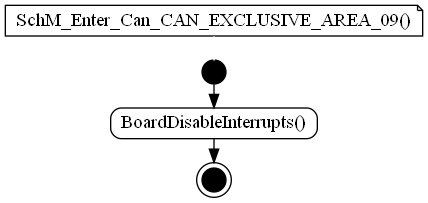 SchM_Enter_Can_CAN_EXCLUSIVE_AREA_09()
BoardDisableInterrupts()